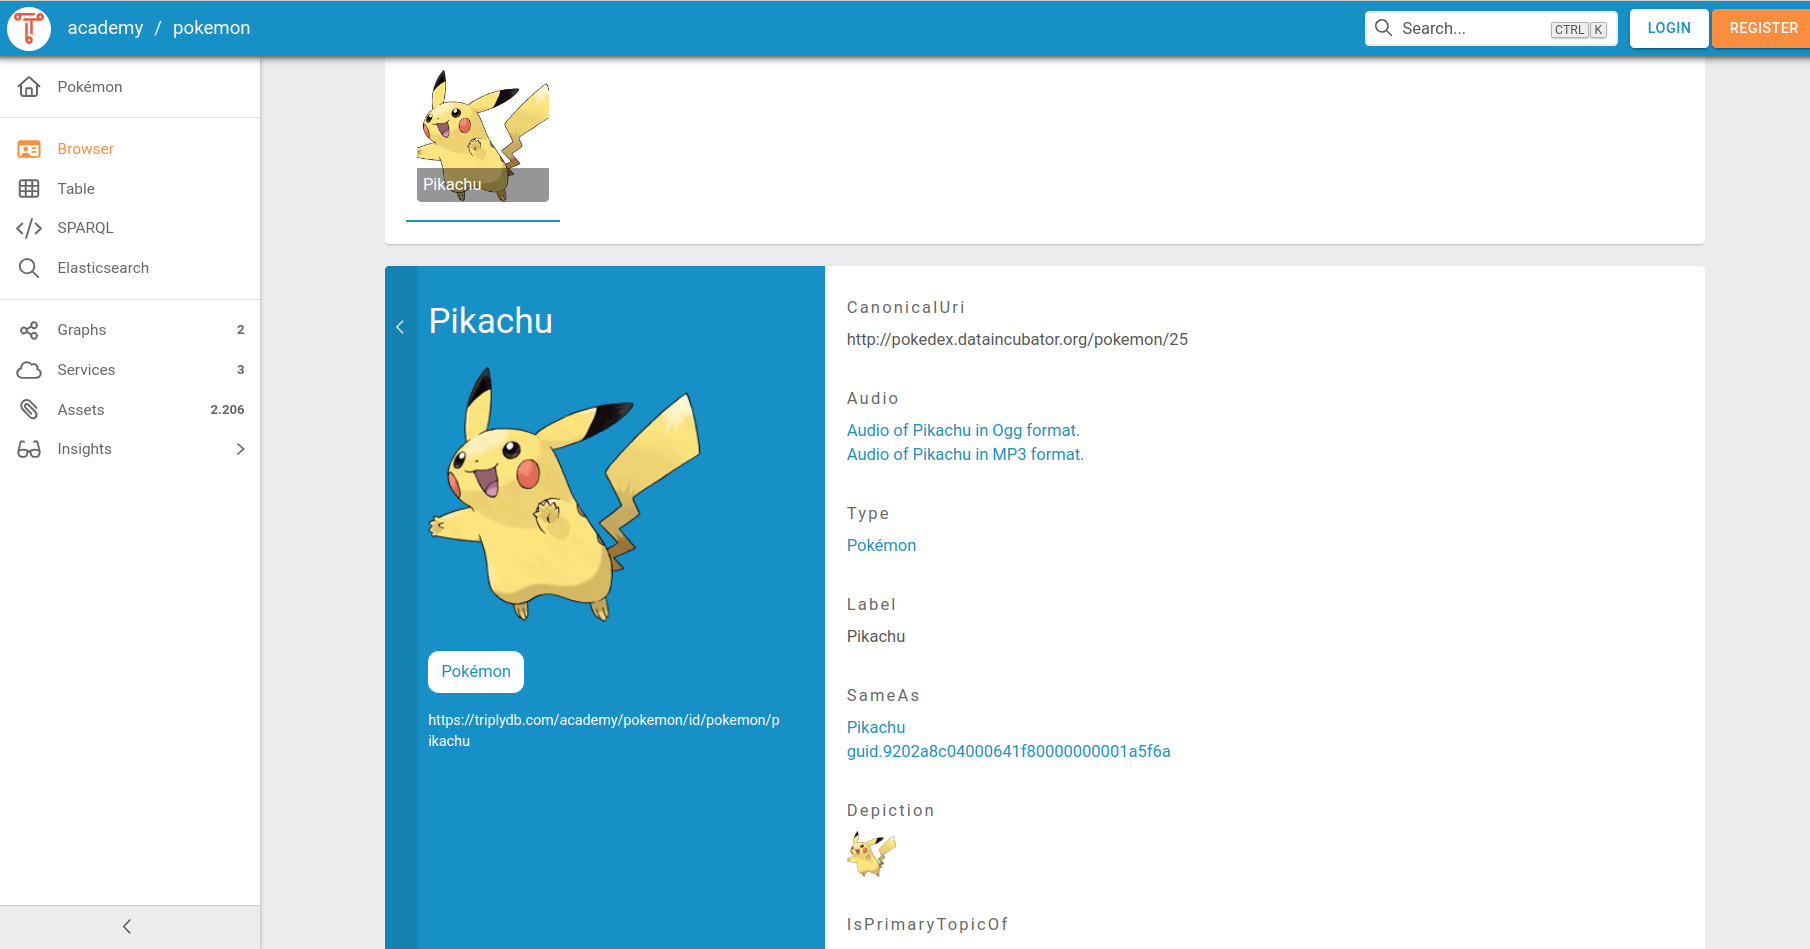 academy / pokemon
Search...
CTRL K
LOGIN
REGISTER
Pokémon
Browser
Table
SPARQL
Elasticsearch
Graphs 2
Services 3
Assets 2.206
Insights
Pikachu
Pikachu
Pokémon
https://triplydb.com/academy/pokemon/id/pokemon/p
ikachu
CanonicalUri
http://pokedex.dataincubator.org/pokemon/25
Audio
Audio of Pikachu in Ogg format.
Audio of Pikachu in MP3 format.
Type
Pokémon
Label
Pikachu
SameAs
Pikachu
guid.9202a8c04000641f80000000001a5f6a
Depiction
IsPrimaryTopicOf